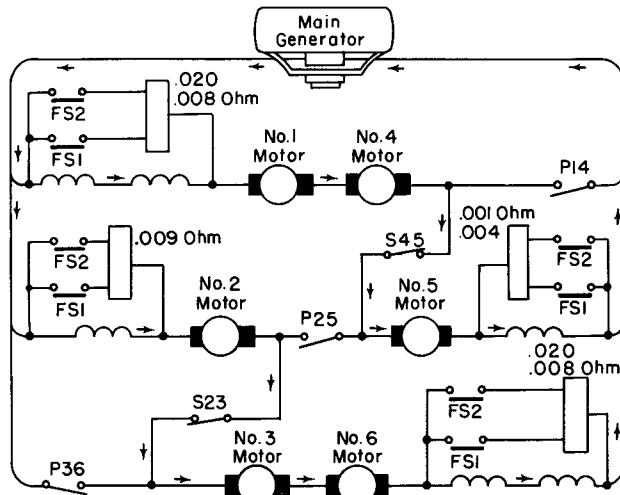 Main
Generator
.020
.008 Ohm
FS2
FS1
No.1
Motor
No.4
Motor
P14
.009 Ohm
FS2
FS1
No.2
Motor
P25
S45
No.5
Motor
.001 Ohm
.004
FS2
FS1
S23
P36
No.3
Motor
No.6
Motor
.020
.008 Ohm
FS2
FS1